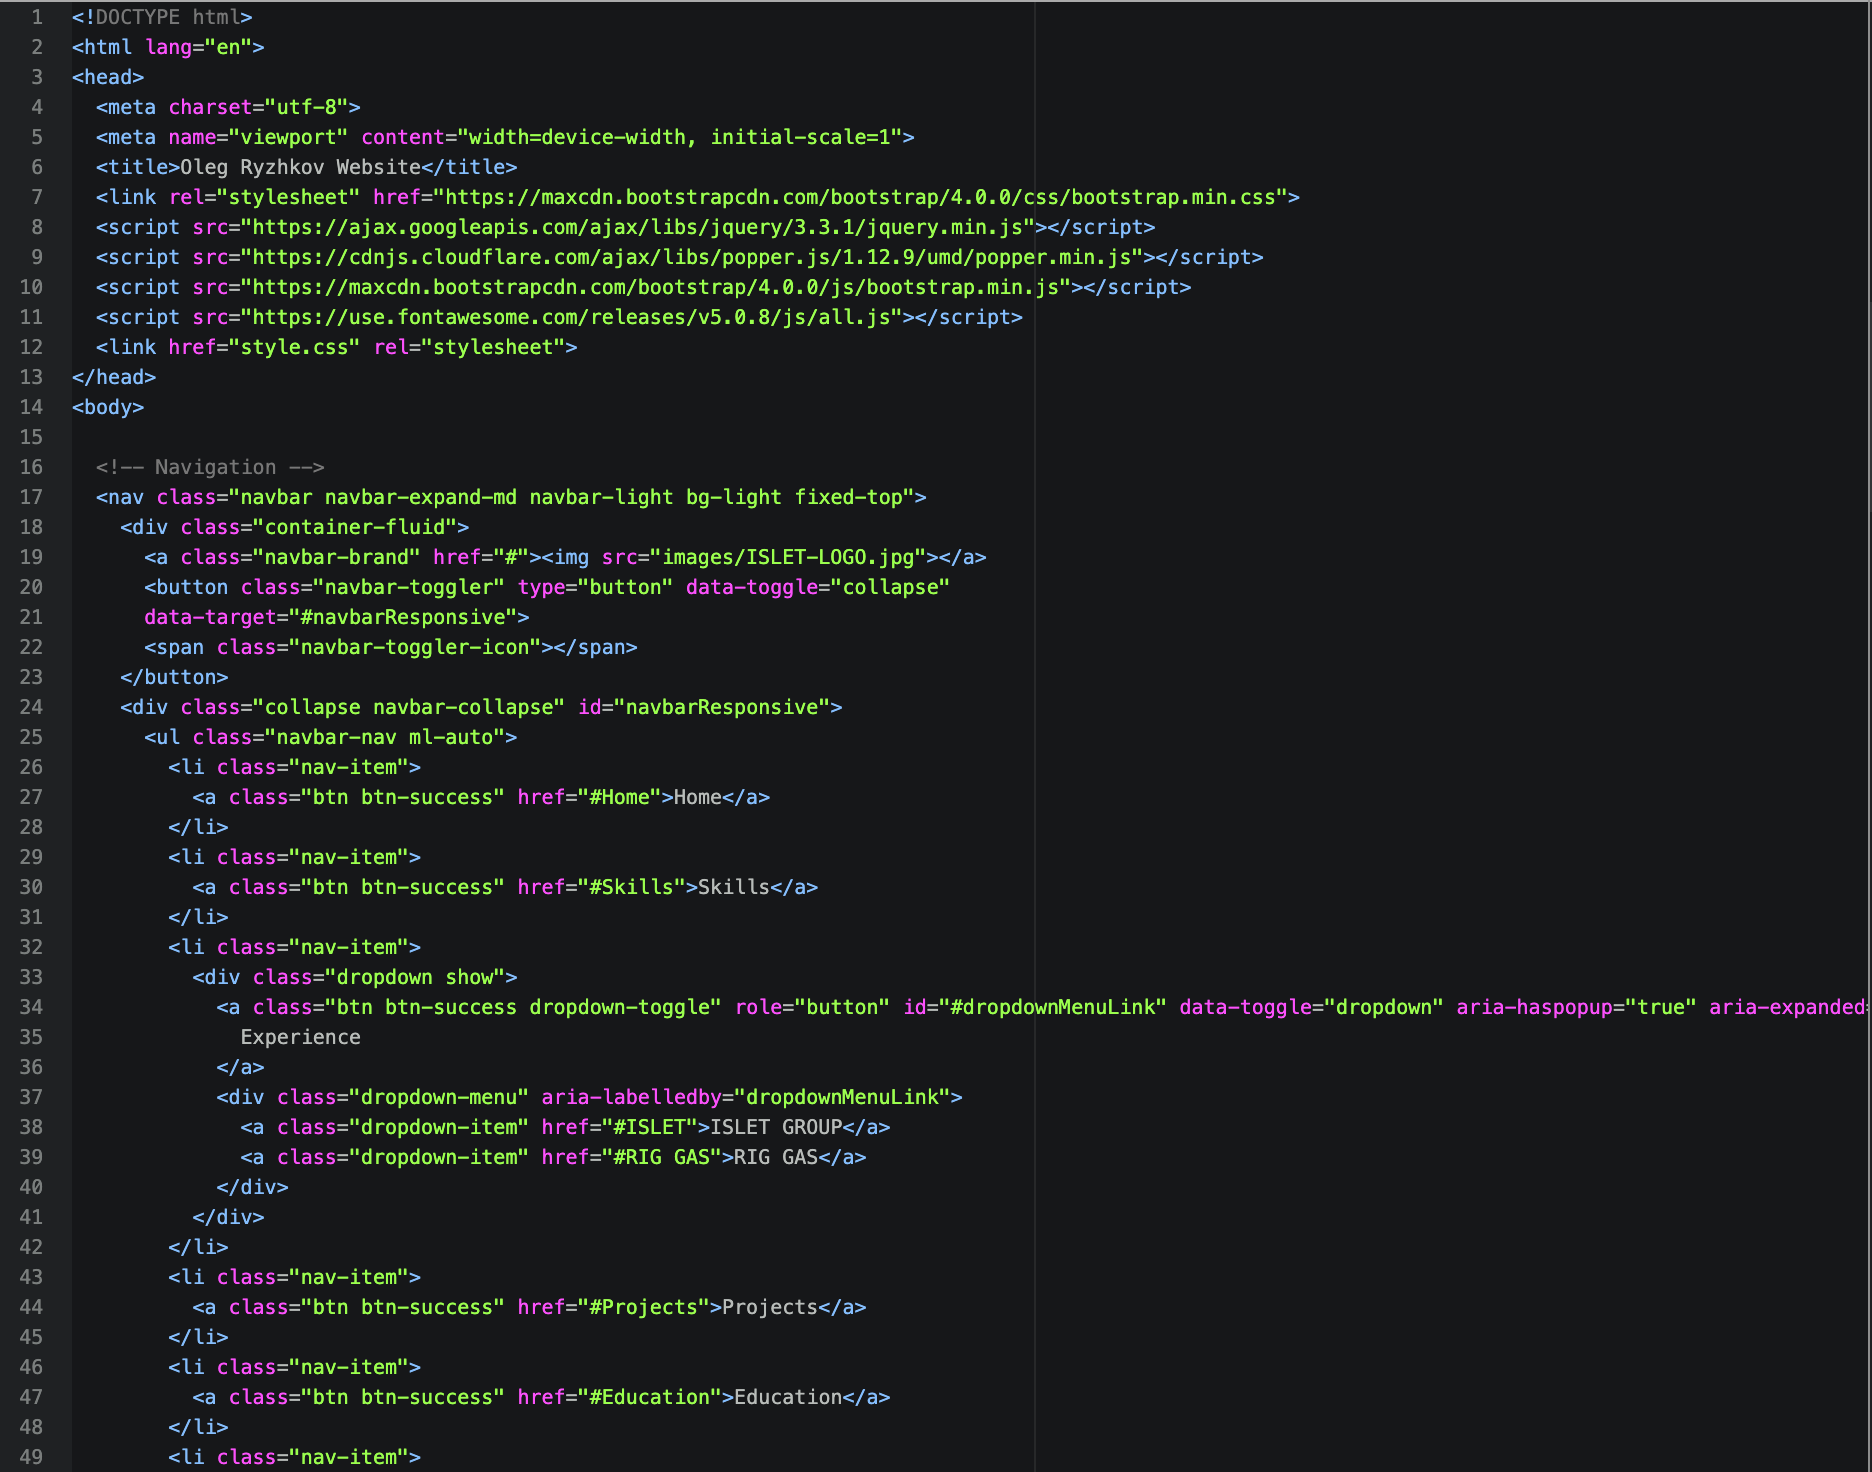 1 <!DOCTYPE html>
2 <html lang="en">
3 <head>
4   <meta charset="utf-8">
5   <meta name="viewport" content="width=device-width, initial-scale=1">
6   <title>Oleg Ryzhkov Website</title>
7   <link rel="stylesheet" href="https://maxcdn.bootstrapcdn.com/bootstrap/4.0.0/css/bootstrap.min.css">
8   <script src="https://ajax.googleapis.com/ajax/libs/jquery/3.3.1/jquery.min.js"></script>
9   <script src="https://cdnjs.cloudflare.com/ajax/libs/popper.js/1.12.9/umd/popper.min.js"></script>
10   <script src="https://maxcdn.bootstrapcdn.com/bootstrap/4.0.0/js/bootstrap.min.js"></script>
11   <script src="https://use.fontawesome.com/releases/v5.0.8/js/all.js"></script>
12   <link href="style.css" rel="stylesheet">
13 </head>
14 <body>
15
16   <!-- Navigation -->
17   <nav class="navbar navbar-expand-md navbar-light bg-light fixed-top">
18     <div class="container-fluid">
19       <a class="navbar-brand" href="#"><img src="images/ISLET-LOGO.jpg"></a>
20       <button class="navbar-toggler" type="button" data-toggle="collapse"
21       data-target="#navbarResponsive">
22       <span class="navbar-toggler-icon"></span>
23     </button>
24     <div class="collapse navbar-collapse" id="navbarResponsive">
25       <ul class="navbar-nav ml-auto">
26         <li class="nav-item">
27           <a class="btn btn-success" href="#Home">Home</a>
28         </li>
29         <li class="nav-item">
30           <a class="btn btn-success" href="#Skills">Skills</a>
31         </li>
32         <li class="nav-item">
33           <div class="dropdown show">
34             <a class="btn btn-success dropdown-toggle" role="button" id="#dropdownMenuLink" data-toggle="dropdown" aria-haspopup="true" aria-expanded=
35               Experience
36             </a>
37             <div class="dropdown-menu" aria-labelledby="dropdownMenuLink">
38               <a class="dropdown-item" href="#ISLET">ISLET GROUP</a>
39               <a class="dropdown-item" href="#RIG GAS">RIG GAS</a>
40             </div>
41           </div>
42         </li>
43         <li class="nav-item">
44           <a class="btn btn-success" href="#Projects">Projects</a>
45         </li>
46         <li class="nav-item">
47           <a class="btn btn-success" href="#Education">Education</a>
48         </li>
49         <li class="nav-item">